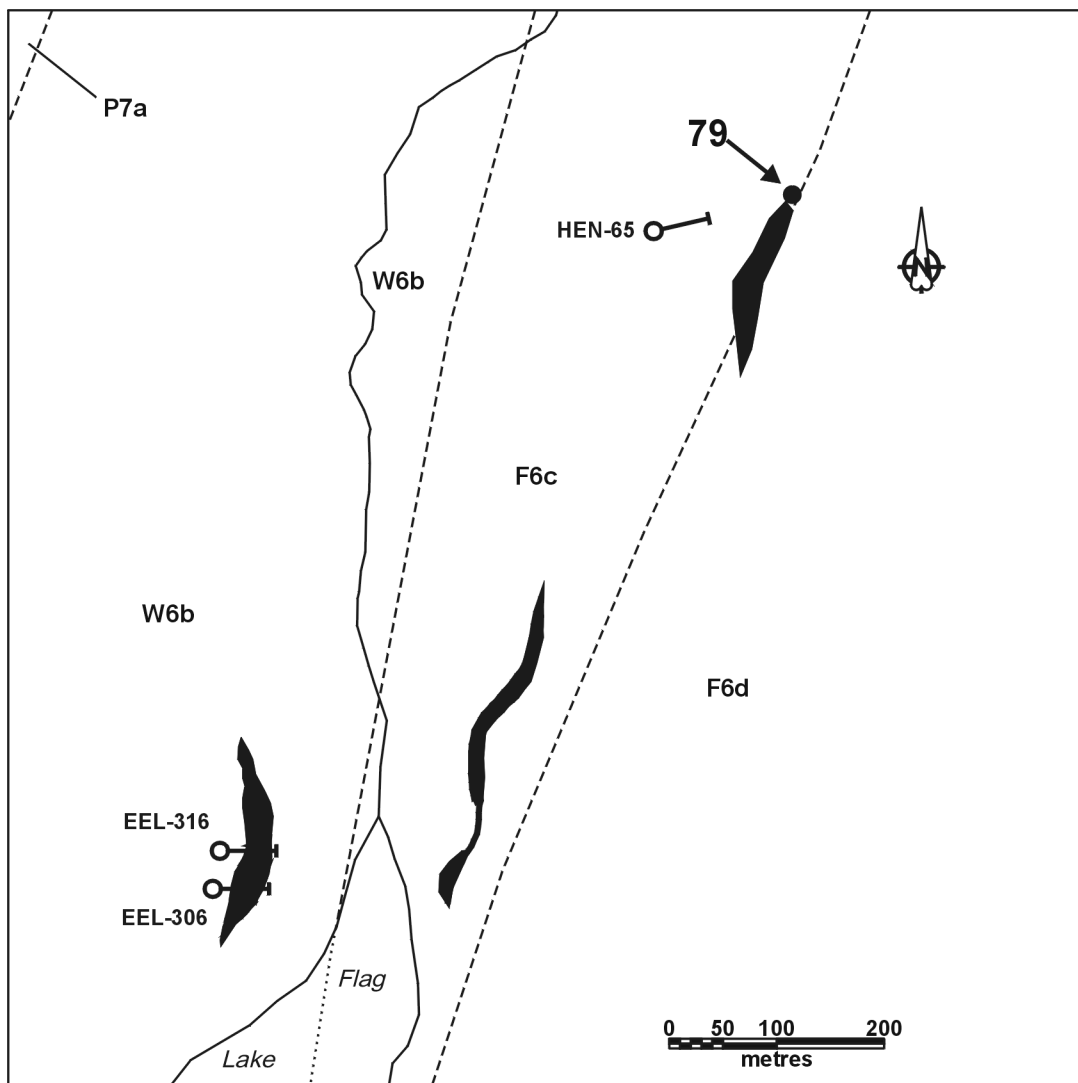 P7a
79
HEN-65
N
W6b
F6c
W6b
F6d
EEL-316
EEL-306
Flag
Lake
0 50 100 200
metres